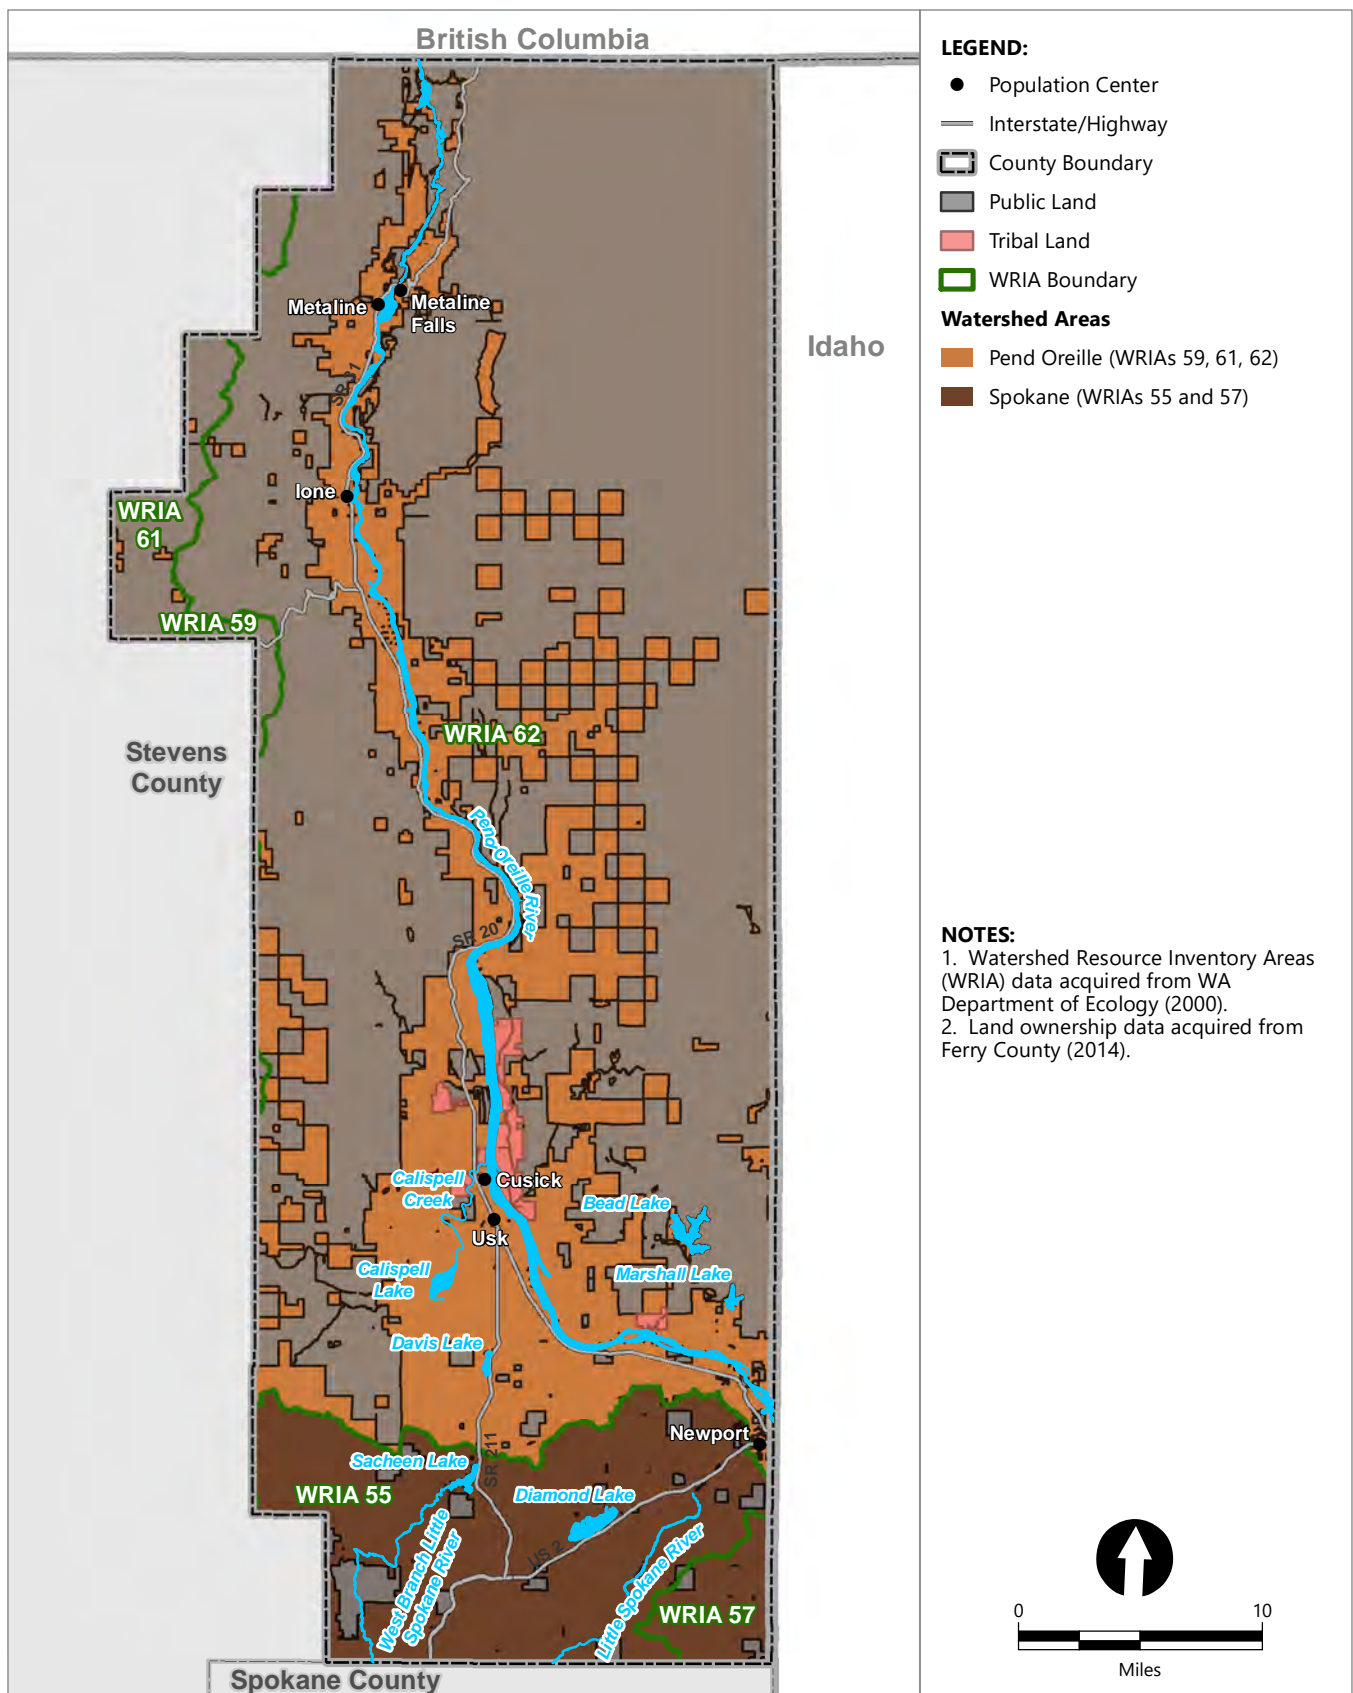 British Columbia
Idaho
Metaline
Metaline
Falls
SR 31
Ione
WRIA
61
WRIA 59
Stevens
County
WRIA 62
Pend Oreille River
SR 20
Calispell
Creek
Cusick
Usk
Bead Lake
Calispell
Lake
Marshall Lake
Davis Lake
Newport
Sacheen Lake
SR 211
WRIA 55
Diamond Lake
US 2
West Branch Little
Spokane River
Little Spokane River
WRIA 57
Spokane County
LEGEND:
Population Center
Interstate/Highway
County Boundary
Public Land
Tribal Land
WRIA Boundary
Watershed Areas
Pend Oreille (WRIAs 59, 61, 62)
Spokane (WRIAs 55 and 57)
NOTES:
1. Watershed Resource Inventory Areas
(WRIA) data acquired from WA
Department of Ecology (2000).
2. Land ownership data acquired from
Ferry County (2014).
0 10
Miles